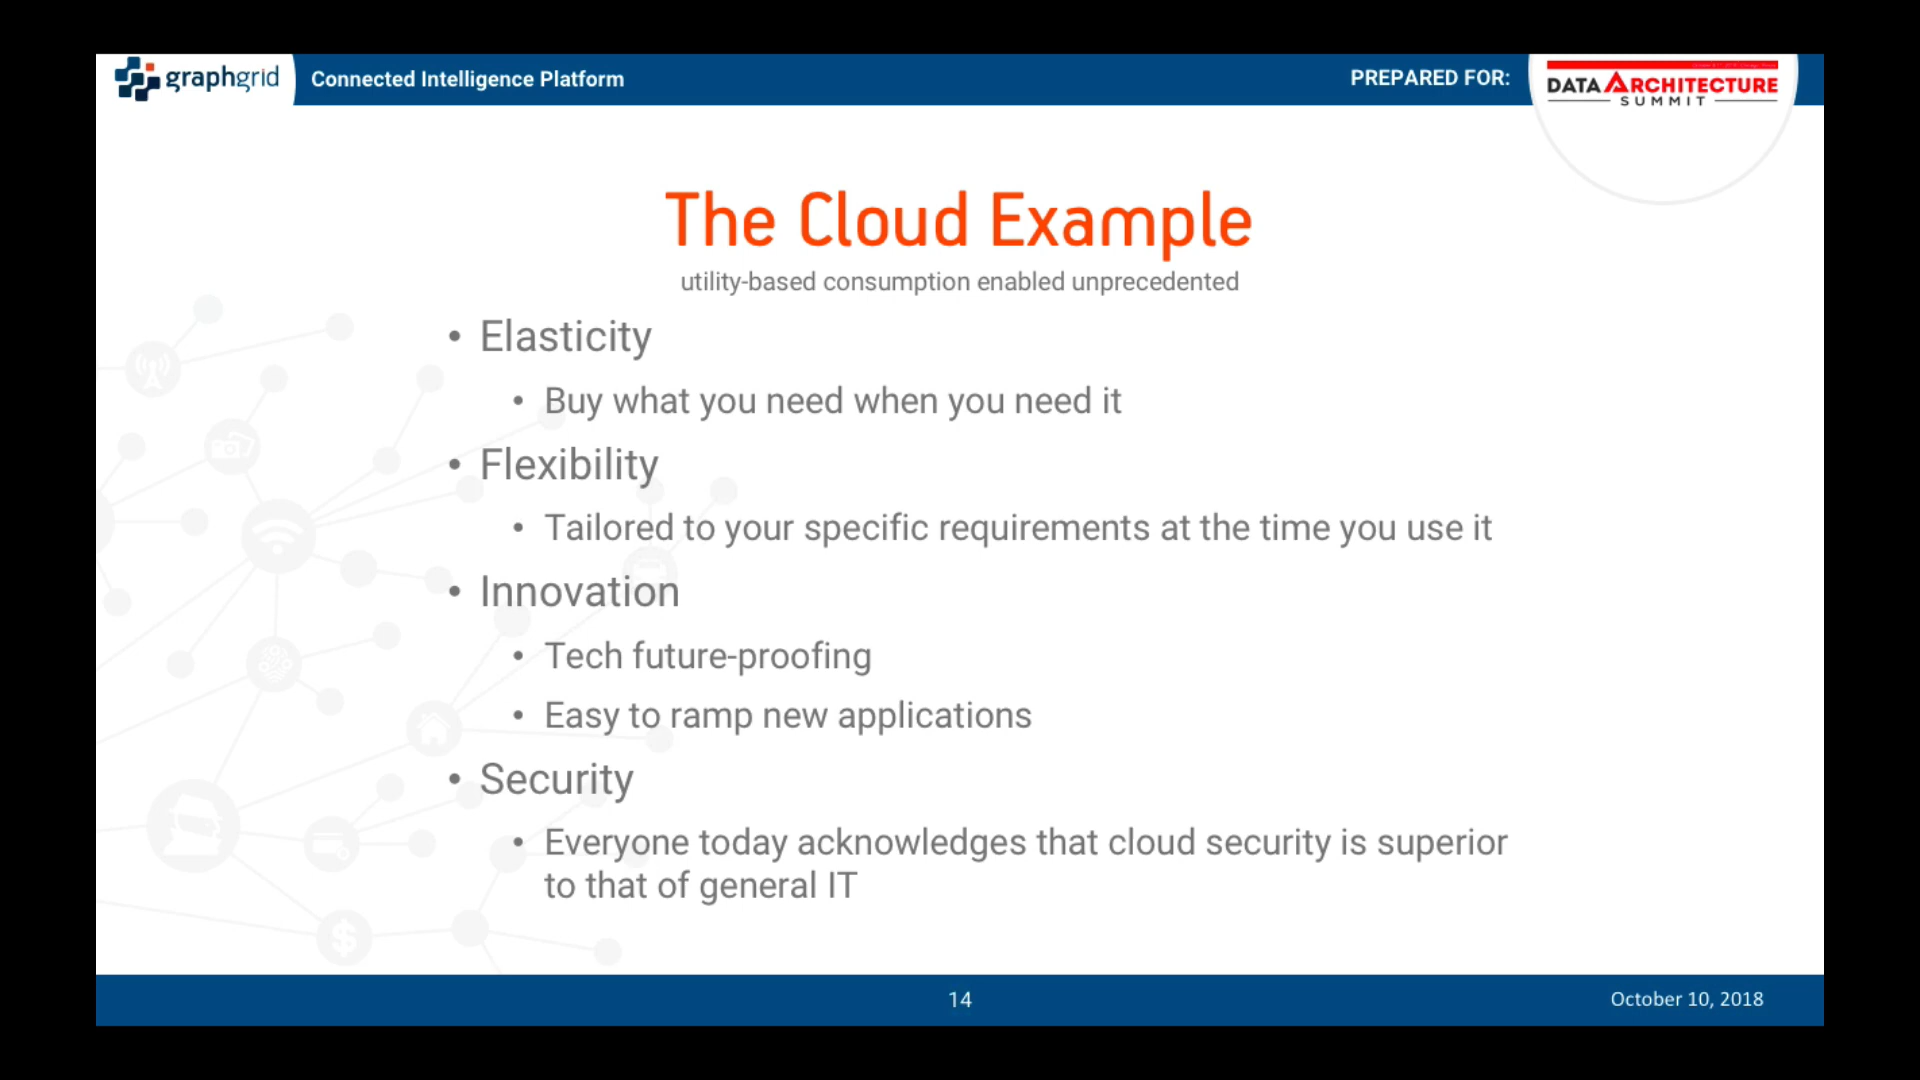 graphgrid
Connected Intelligence Platform
PREPARED FOR:
DATA ARCHITECTURE
SUMMIT
The Cloud Example
utility-based consumption enabled unprecedented
• Elasticity
• Buy what you need when you need it
• Flexibility
• Tailored to your specific requirements at the time you use it
• Innovation
• Tech future-proofing
• Easy to ramp new applications
• Security
• Everyone today acknowledges that cloud security is superior
to that of general IT
14
October 10, 2018